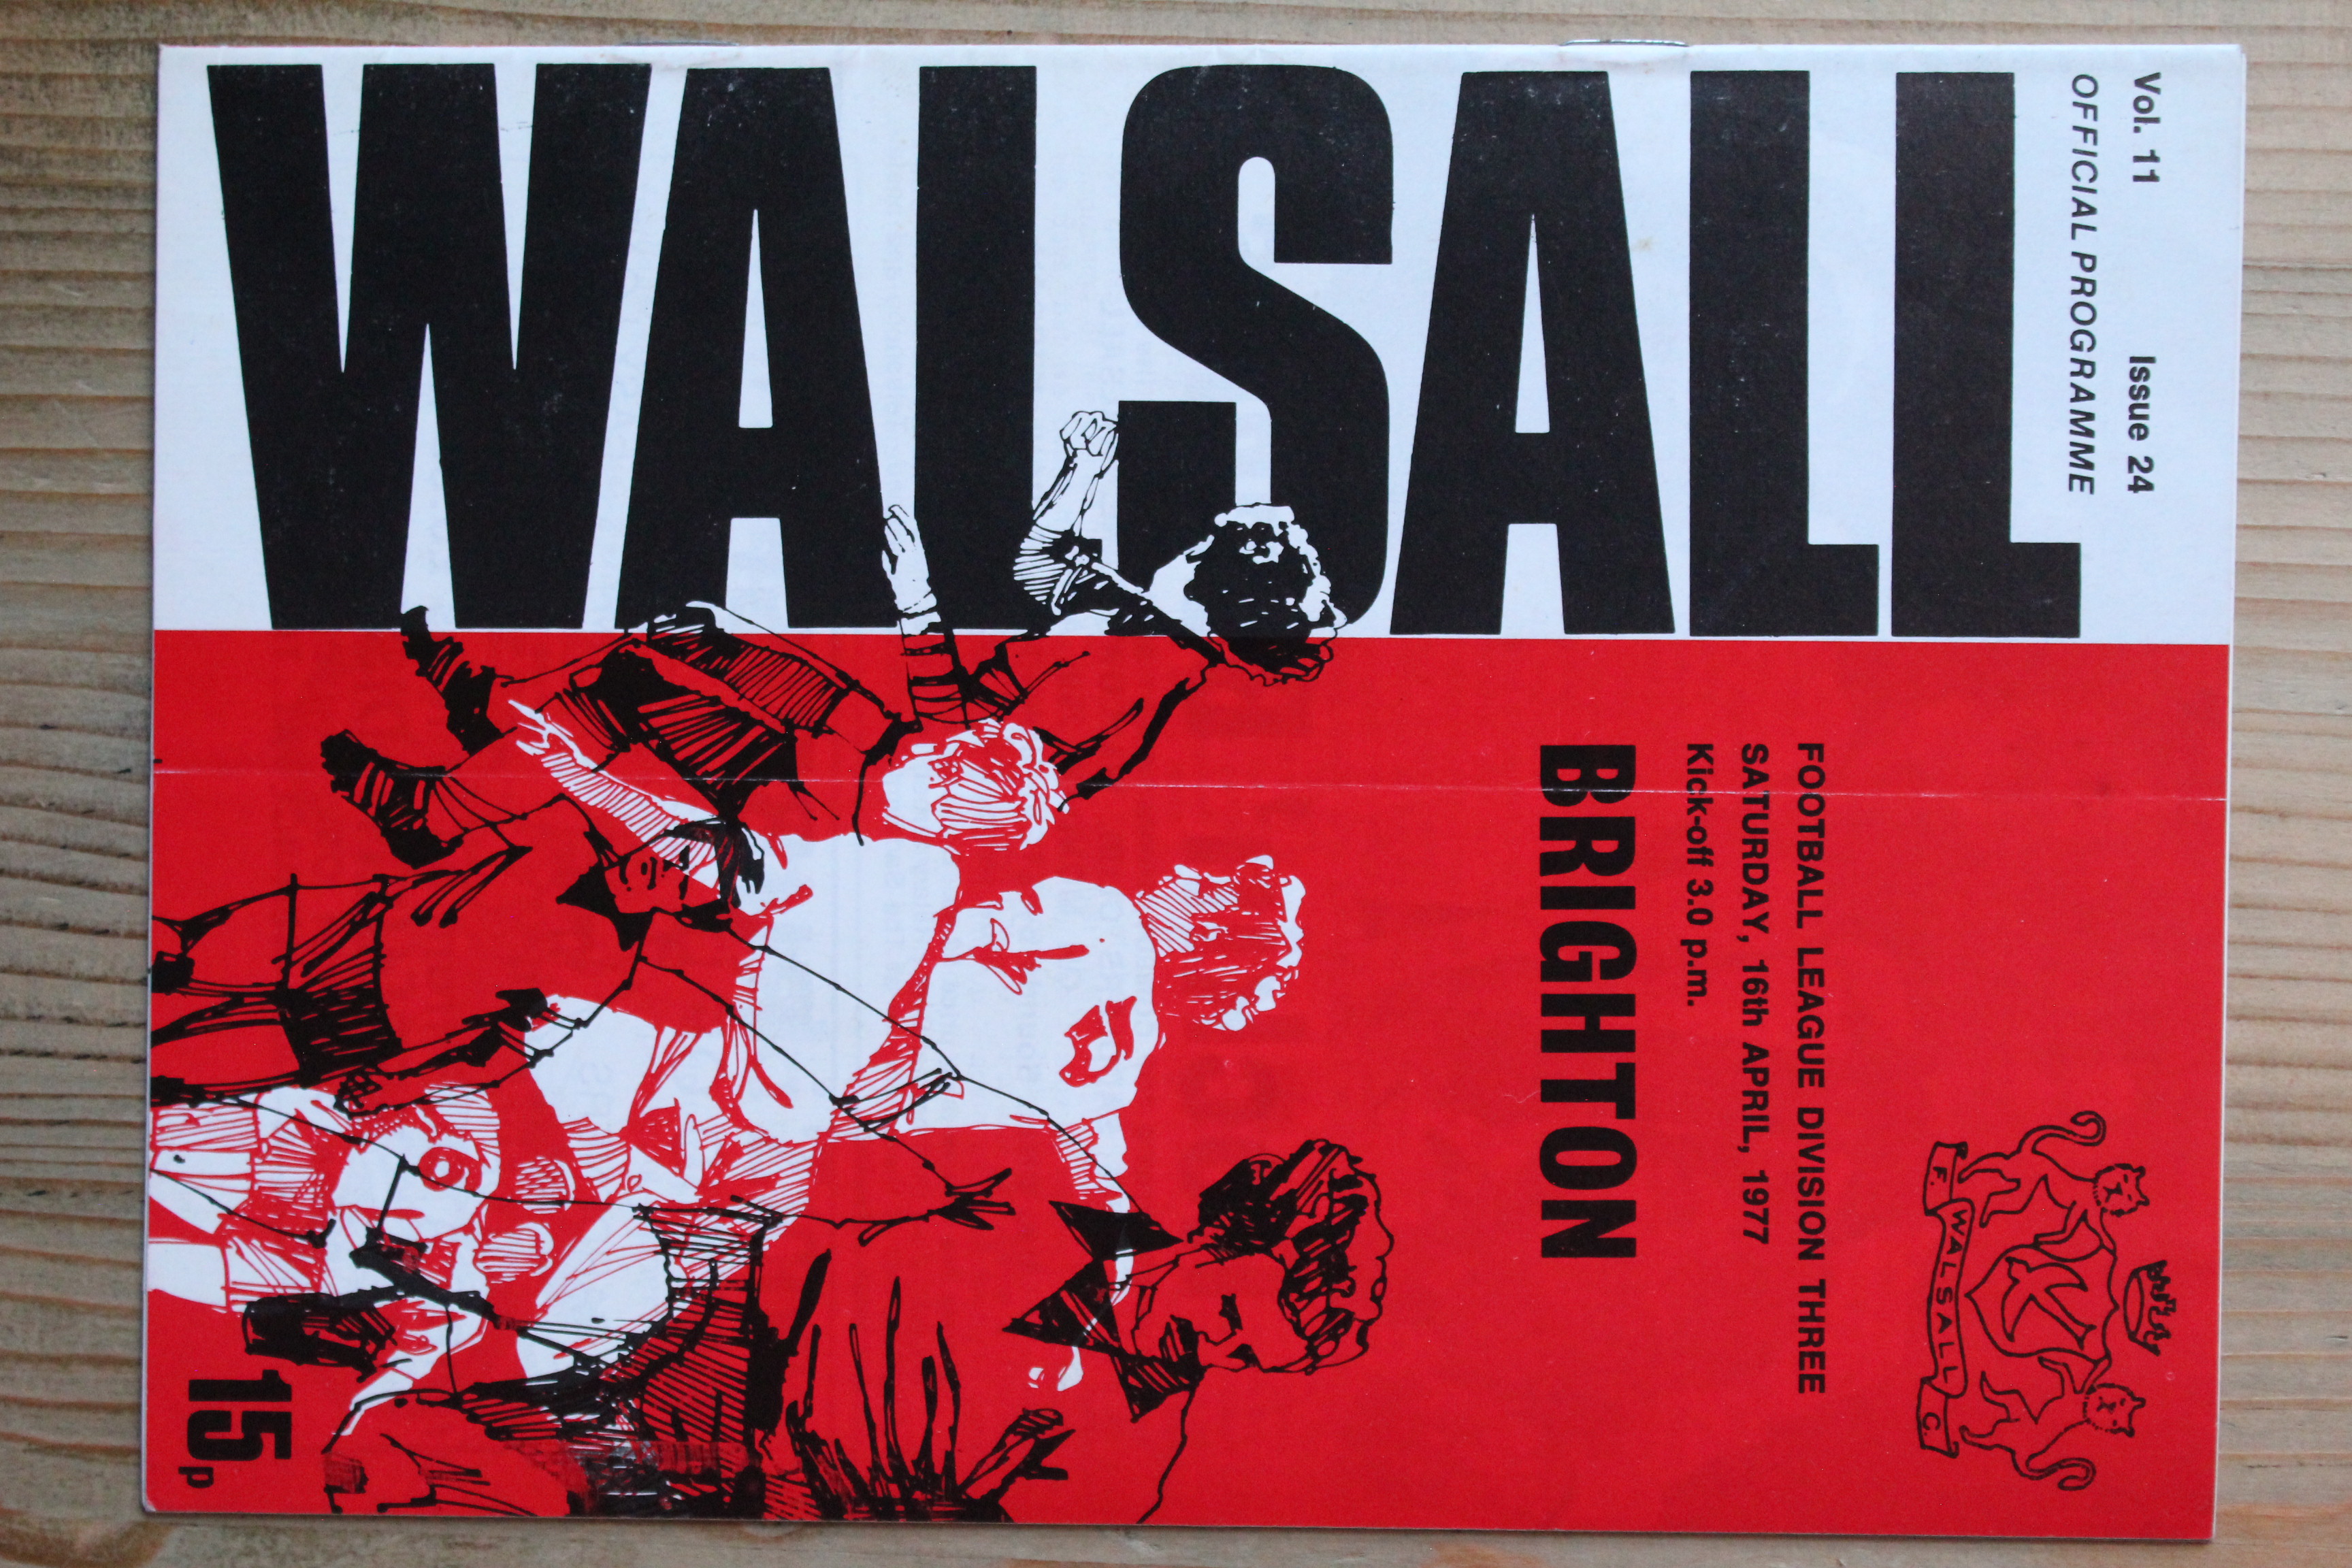 WALSALL
Vol. 11 Issue 24
OFFICIAL PROGRAMME
F. WALSALL C.
FOOTBALL LEAGUE DIVISION THREE
SATURDAY, 16th APRIL, 1977
Kick-off 3.0 p.m.
BRIGHTON
15p